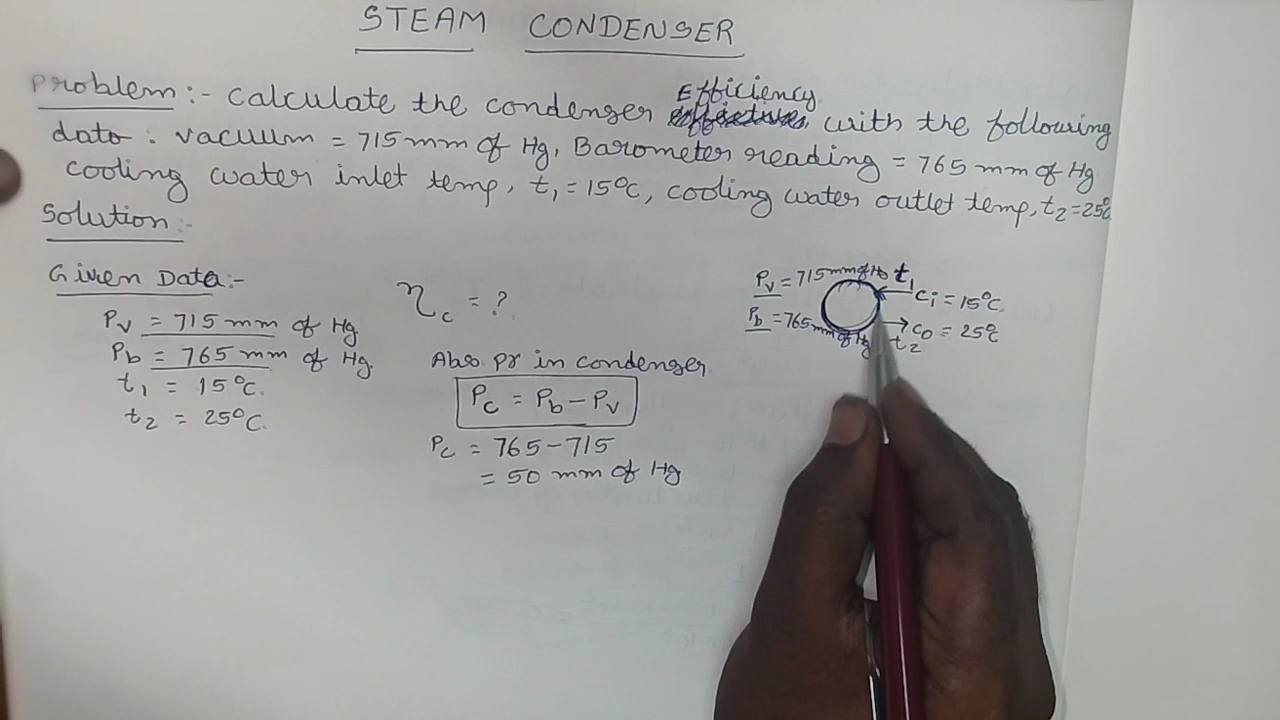 STEAM CONDENSER
Problem:- Calculate the condenser Efficiency with the following
data: vacuum = 715 mm of Hg, Barometer reading = 765 mm of Hg
cooling water inlet temp, t₁ = 15°C, cooling water outlet temp, t₂ = 25°C
Solution:-
Given Data:-
Pv = 715 mm of Hg
Pb = 765 mm of Hg.
t₁ = 15°C.
t₂ = 25°C.
ηc = ?
Abs. pr in condenser
Pc = Pb - Pv
Pc = 765 - 715
= 50 mm of Hg
Pv = 715 mm of Hg t₁
Ci = 15°C.
Pb = 765 mm of Hg
Co = 25°C
t₂